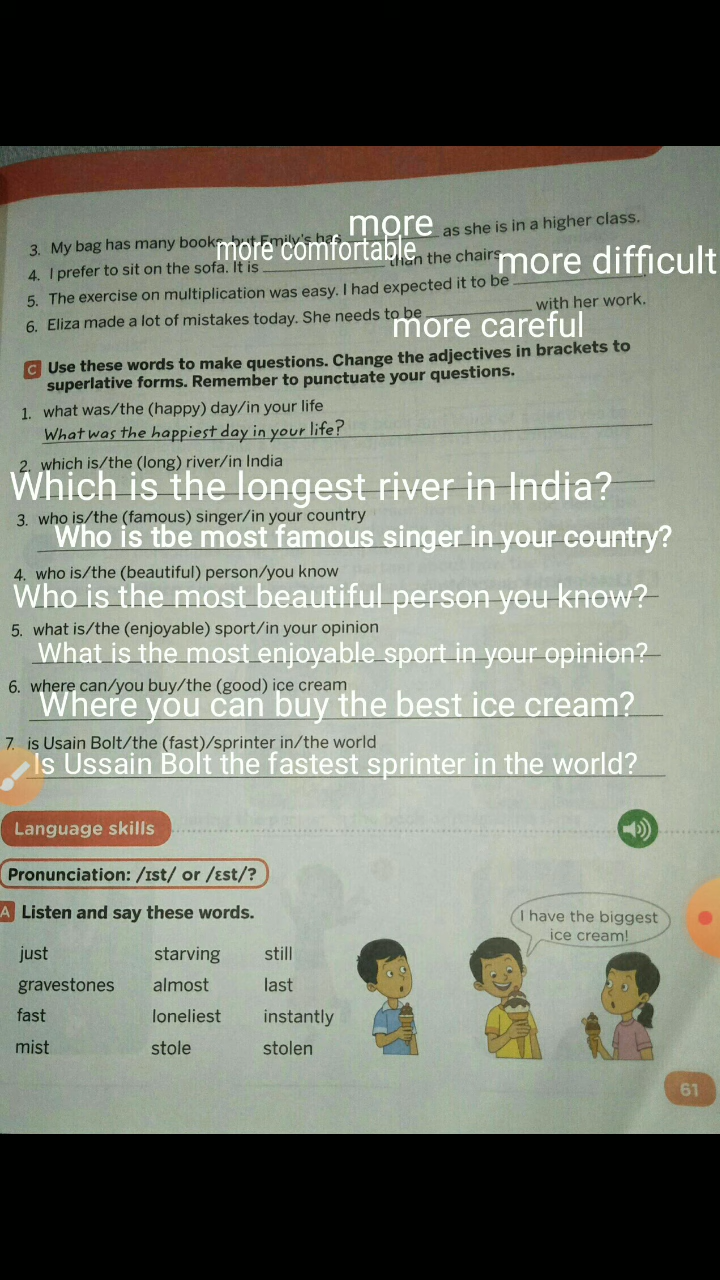 3. My bag has many books, but Emily's has more as she is in a higher class.
4. I prefer to sit on the sofa. It is more comfortable than the chairs
5. The exercise on multiplication was easy. I had expected it to be more difficult.
6. Eliza made a lot of mistakes today. She needs to be more careful with her work.
C Use these words to make questions. Change the adjectives in brackets to
superlative forms. Remember to punctuate your questions.
1. what was/the (happy) day/in your life
What was the happiest day in your life?
2. which is/the (long) river/in India
Which is the longest river in India?
3. who is/the (famous) singer/in your country
Who is tbe most famous singer in your country?
4. who is/the (beautiful) person/you know
Who is the most beautiful person you know?
5. what is/the (enjoyable) sport/in your opinion
What is the most enjoyable sport in your opinion?
6. where can/you buy/the (good) ice cream
Where you can buy the best ice cream?
7. is Usain Bolt/the (fast)/sprinter in/the world
Is Ussain Bolt the fastest sprinter in the world?
Language skills
Pronunciation: /ɪst/ or /ɛst/?
A Listen and say these words.
just starving still
gravestones almost last
fast loneliest instantly
mist stole stolen
I have the biggest
ice cream!
61